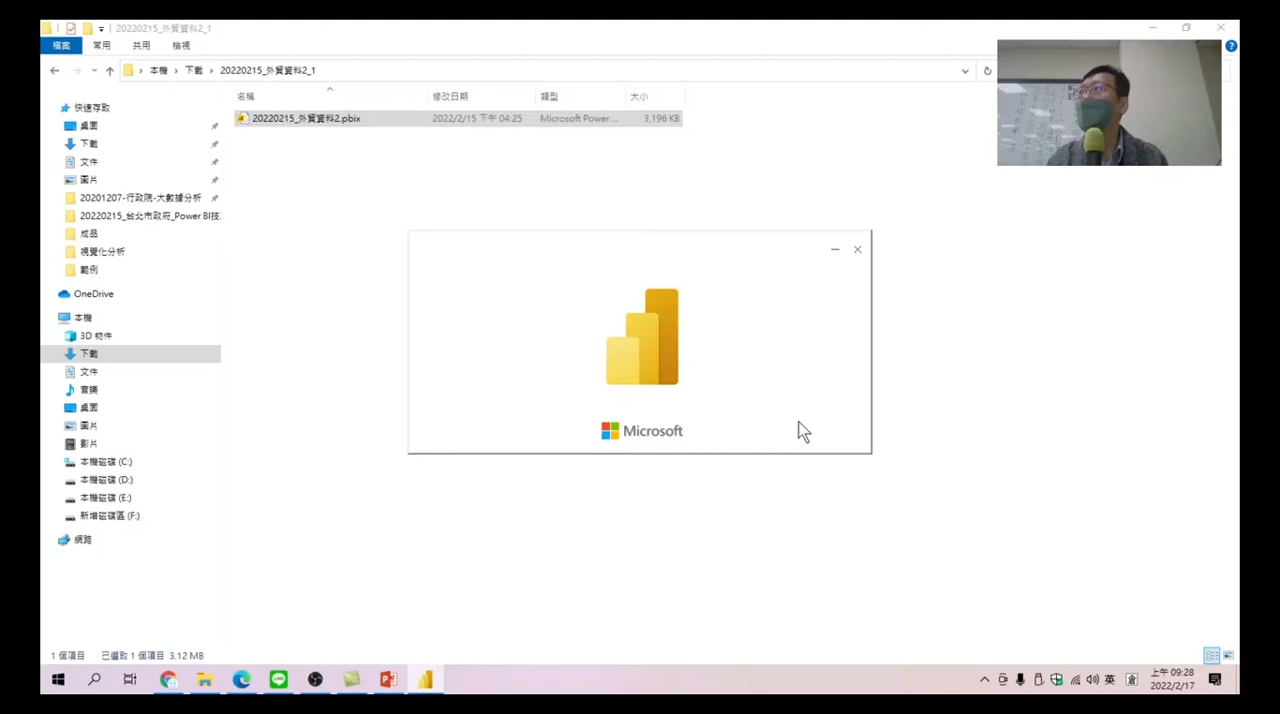 20220215_外貿資料2_1
檔案 常用 共用 檢視
本機 下載 20220215_外貿資料2_1
名稱 修改日期 類型 大小
20220215_外貿資料2.pbix 2022/2/15 下午 04:25 Microsoft Power ... 3,196 KB
快速存取
桌面
下載
文件
圖片
20201207-行政院-大數據分析
20220215_台北市政府_Power BI技
成品
視覺化分析
範例
OneDrive
本機
3D 物件
下載
文件
音樂
桌面
圖片
影片
本機磁碟 (C:)
本機磁碟 (D:)
本機磁碟 (E:)
新增磁碟區 (F:)
網路
Microsoft
1 個項目 已選取 1 個項目 3.12 MB
英 上午 09:28
2022/2/17